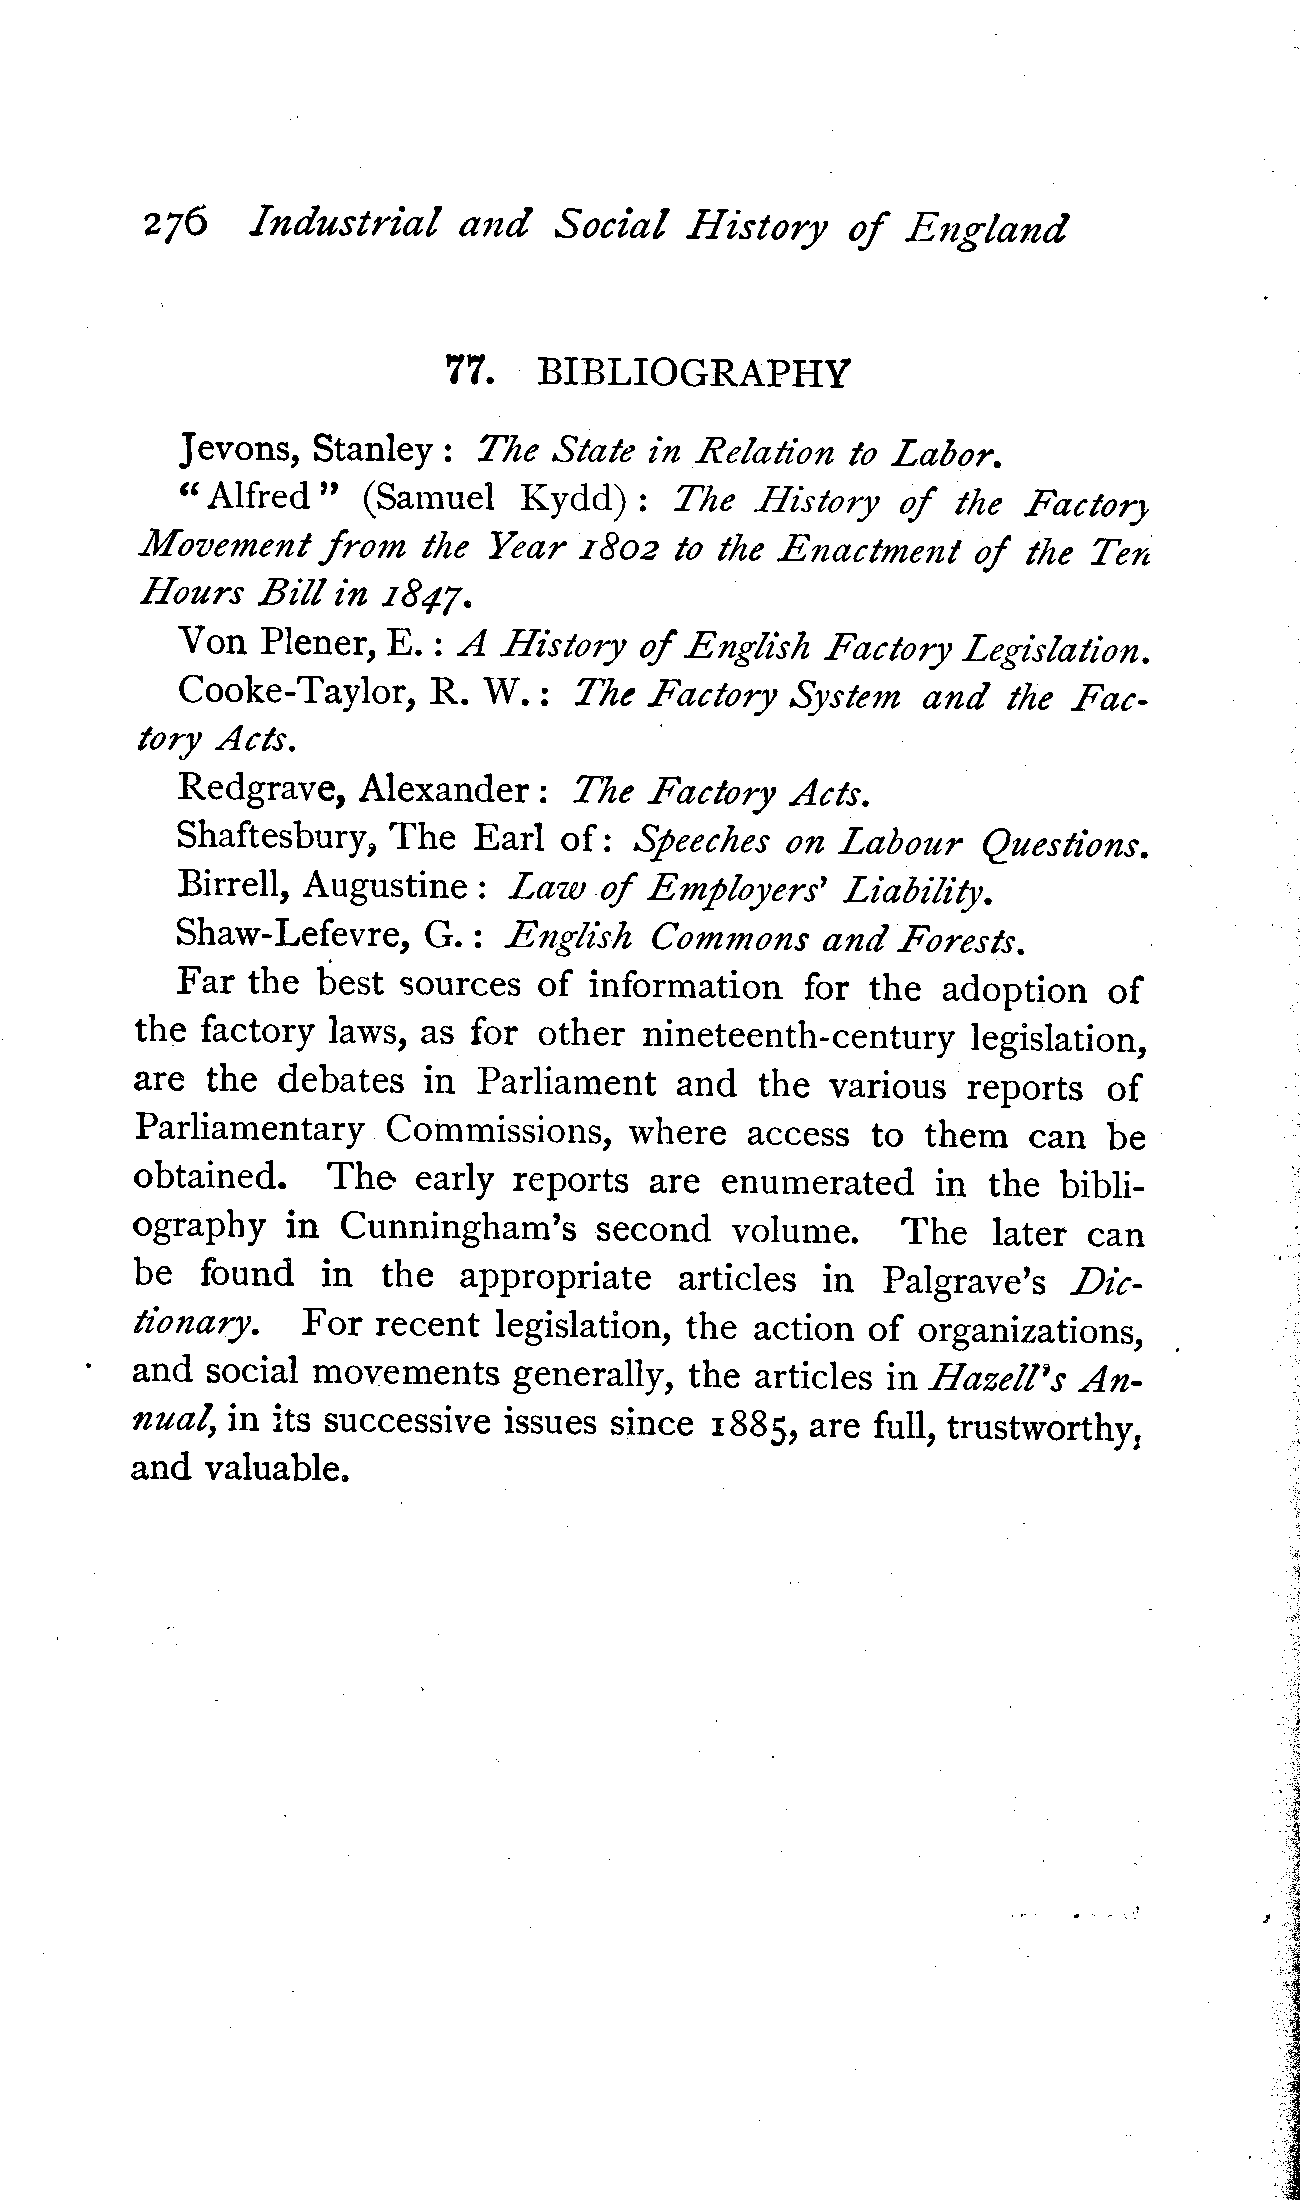 276 Industrial and Social History of England
77. BIBLIOGRAPHY
Jevons, Stanley : The State in Relation to Labor.
“Alfred” (Samuel Kydd) : The History of the Factory
Movement from the Year 1802 to the Enactment of the Ten
Hours Bill in 1847.
Von Plener, E. : A History of English Factory Legislation.
Cooke-Taylor, R. W. : The Factory System and the Fac-
tory Acts.
Redgrave, Alexander : The Factory Acts.
Shaftesbury, The Earl of : Speeches on Labour Questions.
Birrell, Augustine : Law of Employers’ Liability.
Shaw-Lefevre, G. : English Commons and Forests.
Far the best sources of information for the adoption of
the factory laws, as for other nineteenth-century legislation,
are the debates in Parliament and the various reports of
Parliamentary Commissions, where access to them can be
obtained. The early reports are enumerated in the bibli-
ography in Cunningham’s second volume. The later can
be found in the appropriate articles in Palgrave’s Dic-
tionary. For recent legislation, the action of organizations,
and social movements generally, the articles in Hazell’s An-
nual, in its successive issues since 1885, are full, trustworthy,
and valuable.